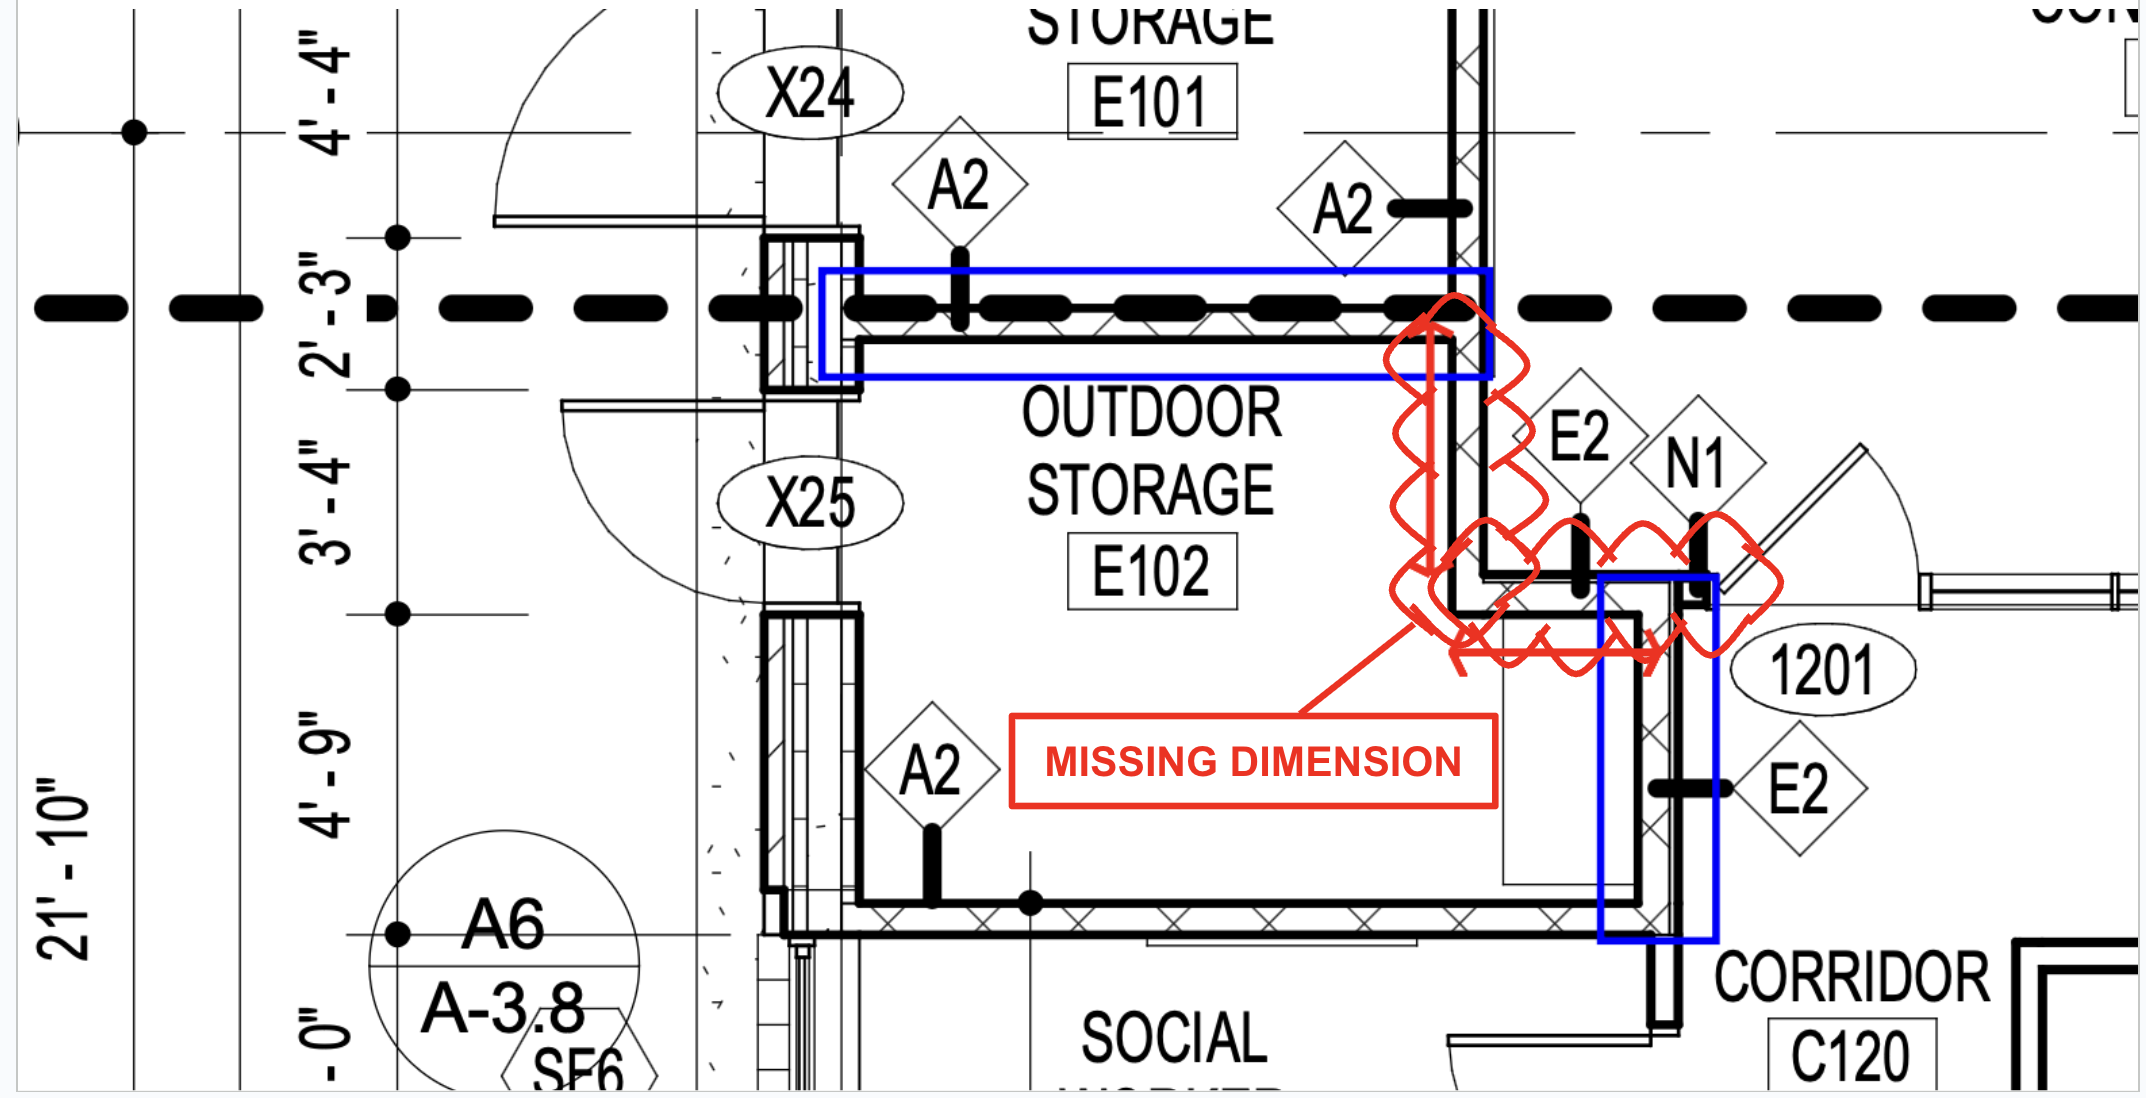 STORAGE
E101
4' - 4"
X24
A2
A2
2' - 3"
OUTDOOR
STORAGE
E102
E2
N1
3' - 4"
X25
1201
MISSING DIMENSION
A2
E2
4' - 9"
21' - 10"
A6
A-3.8
SF6
- 0"
SOCIAL
WORKER
CORRIDOR
C120